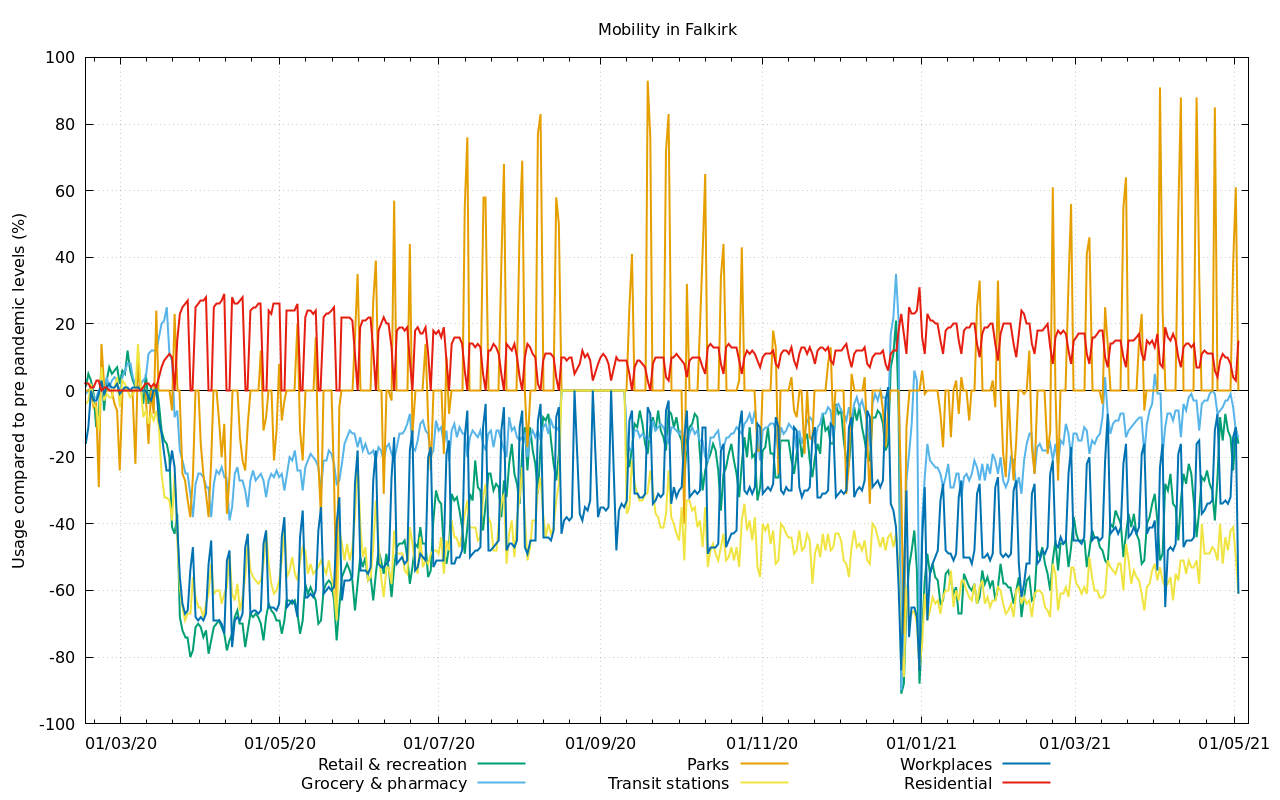 Mobility in Falkirk
Usage compared to pre pandemic levels (%)
100
80
60
40
20
0
-20
-40
-60
-80
-100
01/03/20 01/05/20 01/07/20 01/09/20 01/11/20 01/01/21 01/03/21 01/05/21
Retail & recreation Parks Workplaces
Grocery & pharmacy Transit stations Residential